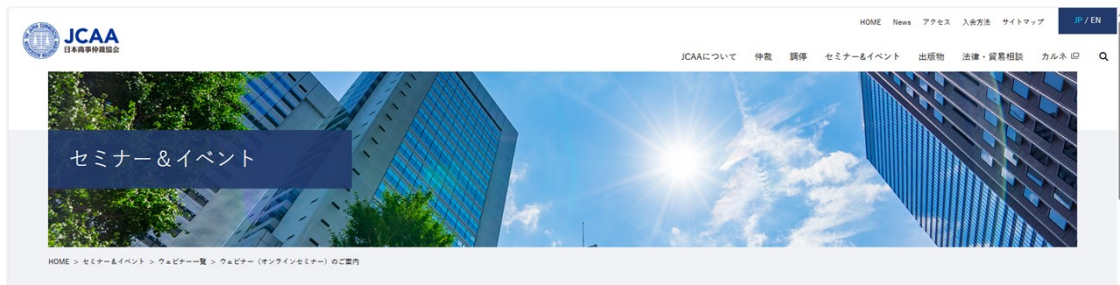 HOME News アクセス 入会方法 サイトマップ JP / EN
JCAA
日本商事仲裁協会
JCAAについて 仲裁 調停 セミナー&イベント 出版物 法律・貿易相談 カルネ
セミナー＆イベント
HOME > セミナー&イベント > ウェビナー一覧 > ウェビナー（オンラインセミナー）のご案内